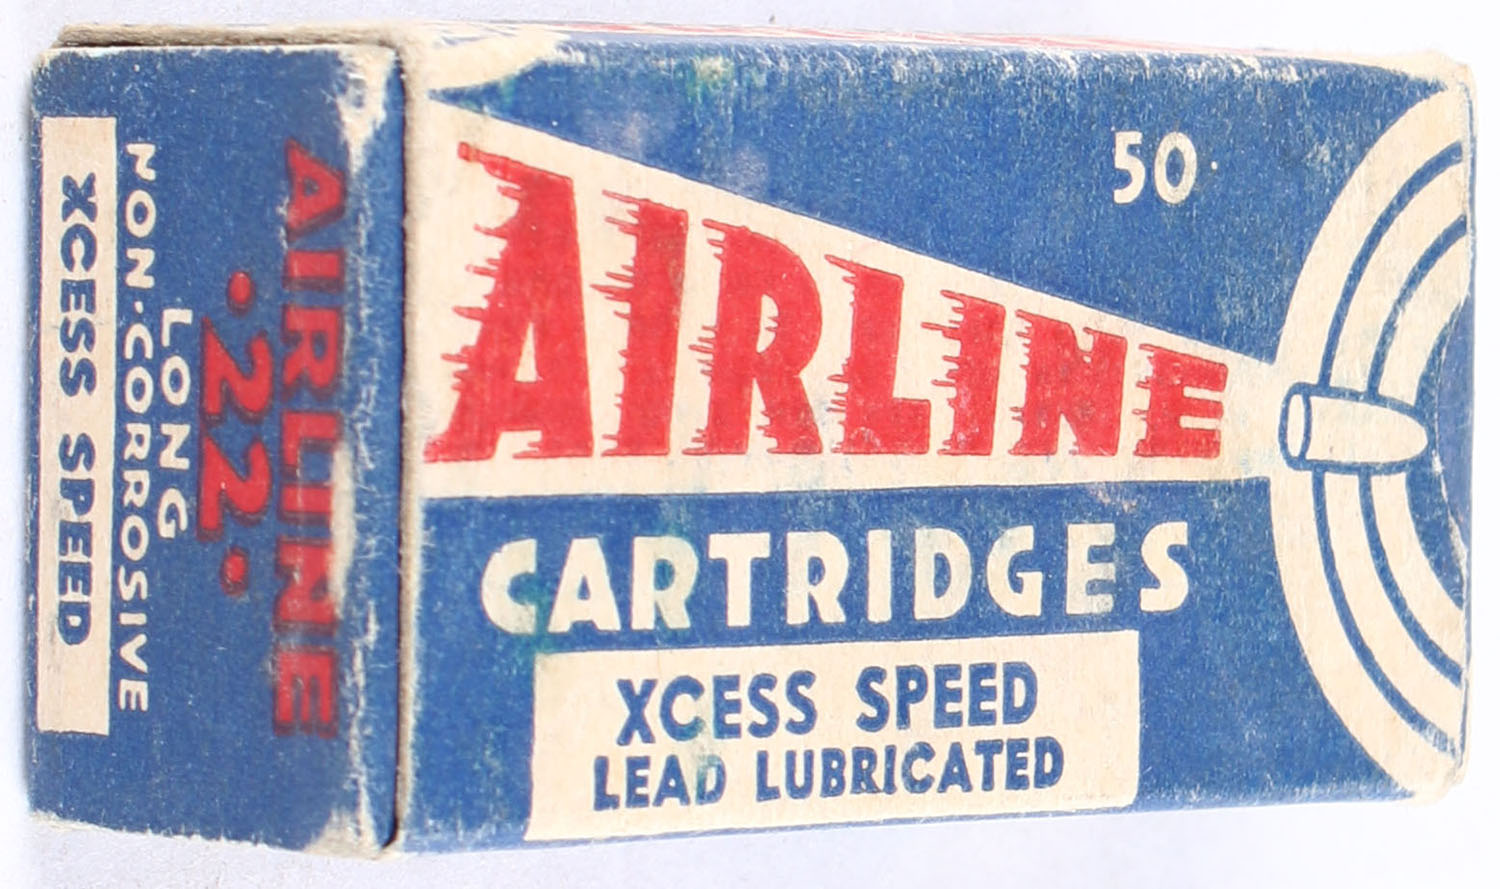 50
AIRLINE
CARTRIDGES
XCESS SPEED
LEAD LUBRICATED
AIRLINE
·22·
LONG
NON-CORROSIVE
XCESS SPEED